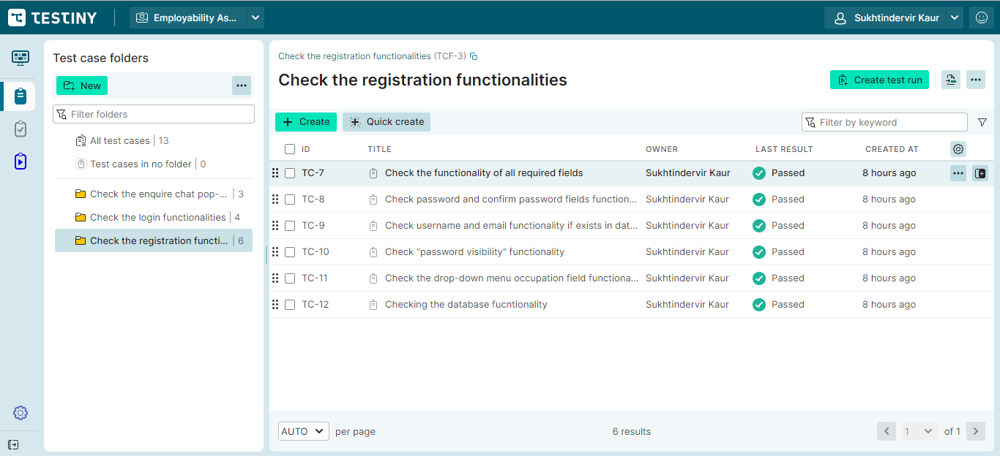 TESTINY
Employability As...
Sukhtindervir Kaur
Test case folders
New
Filter folders
All test cases | 13
Test cases in no folder | 0
Check the enquire chat pop-... | 3
Check the login functionalities | 4
Check the registration functi... | 6
Check the registration functionalities (TCF-3)
Check the registration functionalities
Create test run
Create
Quick create
Filter by keyword
ID TITLE OWNER LAST RESULT CREATED AT
TC-7 Check the functionality of all required fields Sukhtindervir Kaur Passed 8 hours ago
TC-8 Check password and confirm password fields function... Sukhtindervir Kaur Passed 8 hours ago
TC-9 Check username and email functionality if exists in dat... Sukhtindervir Kaur Passed 8 hours ago
TC-10 Check "password visibility" functionality Sukhtindervir Kaur Passed 8 hours ago
TC-11 Check the drop-down menu occupation field functiona... Sukhtindervir Kaur Passed 8 hours ago
TC-12 Checking the database fucntionality Sukhtindervir Kaur Passed 8 hours ago
AUTO per page 6 results 1 of 1